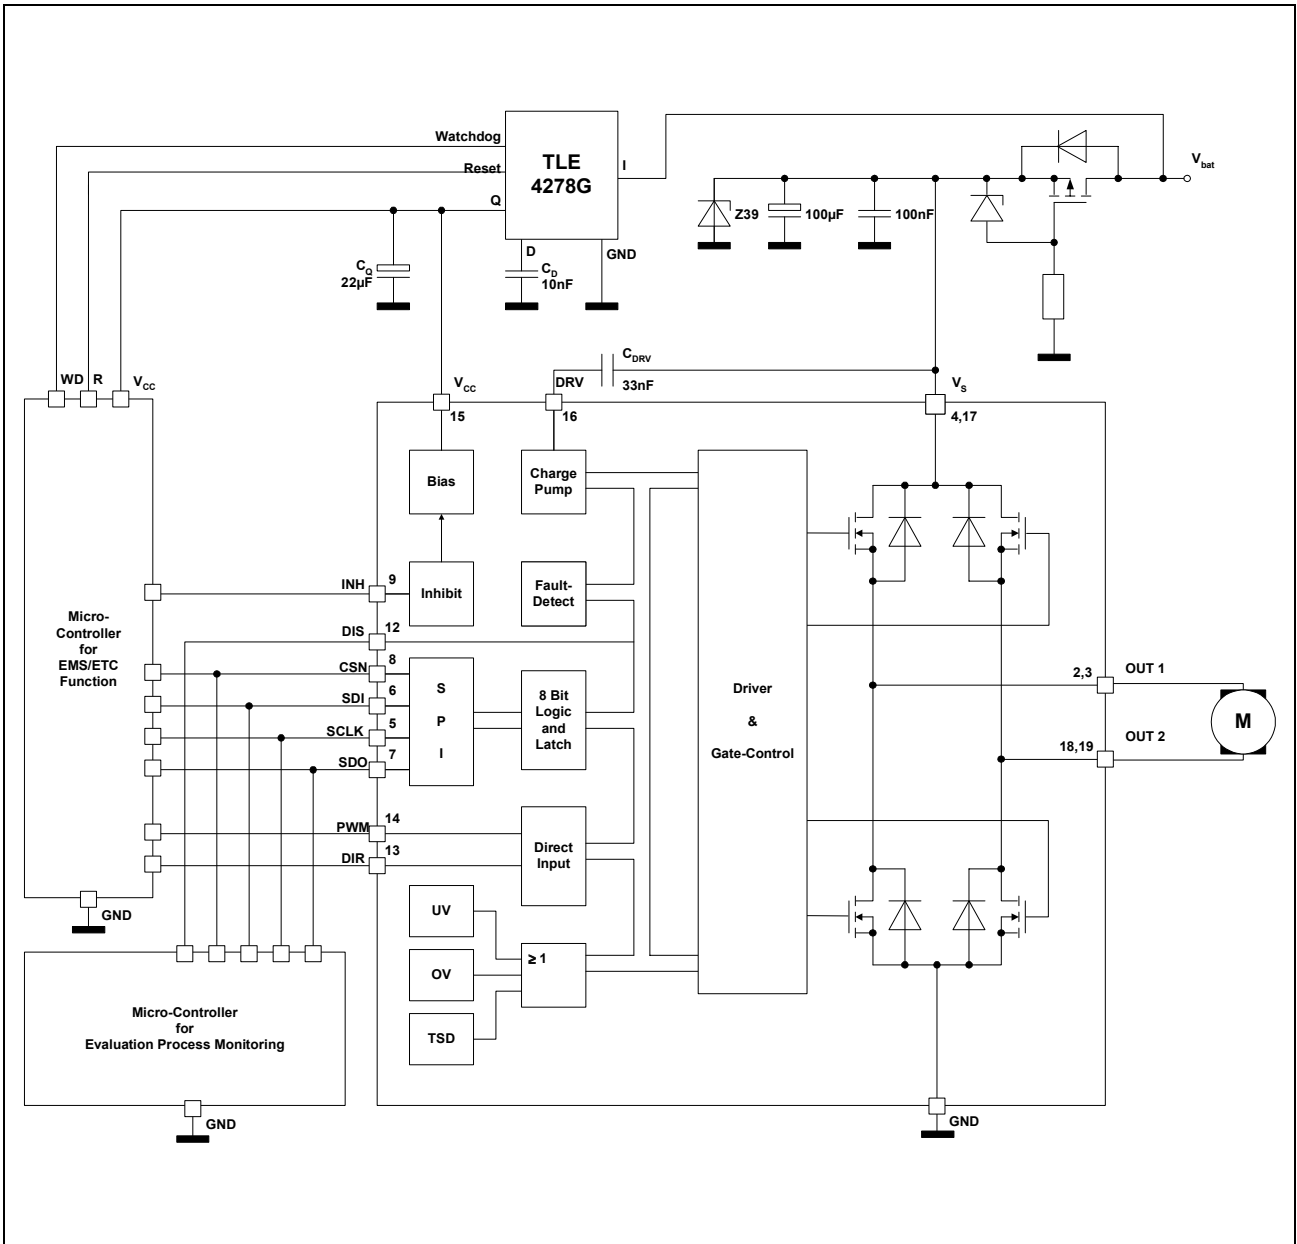 Watchdog
Reset
Q
TLE
4278G
I
D
GND
C_Q
22µF
C_D
10nF
Z39
100µF
100nF
V_bat
WD R V_CC
V_CC
15
DRV
16
C_DRV
33nF
V_S
4,17
Bias
Charge
Pump
Inhibit
Fault-
Detect
INH 9
DIS 12
CSN 8
SDI 6
SCLK 5
SDO 7
PWM 14
DIR 13
Micro-
Controller
for
EMS/ETC
Function
S
P
I
8 Bit
Logic
and
Latch
Driver
&
Gate-Control
2,3 OUT 1
M
18,19 OUT 2
Direct
Input
GND
UV
OV
TSD
≥ 1
Micro-Controller
for
Evaluation Process Monitoring
GND
GND